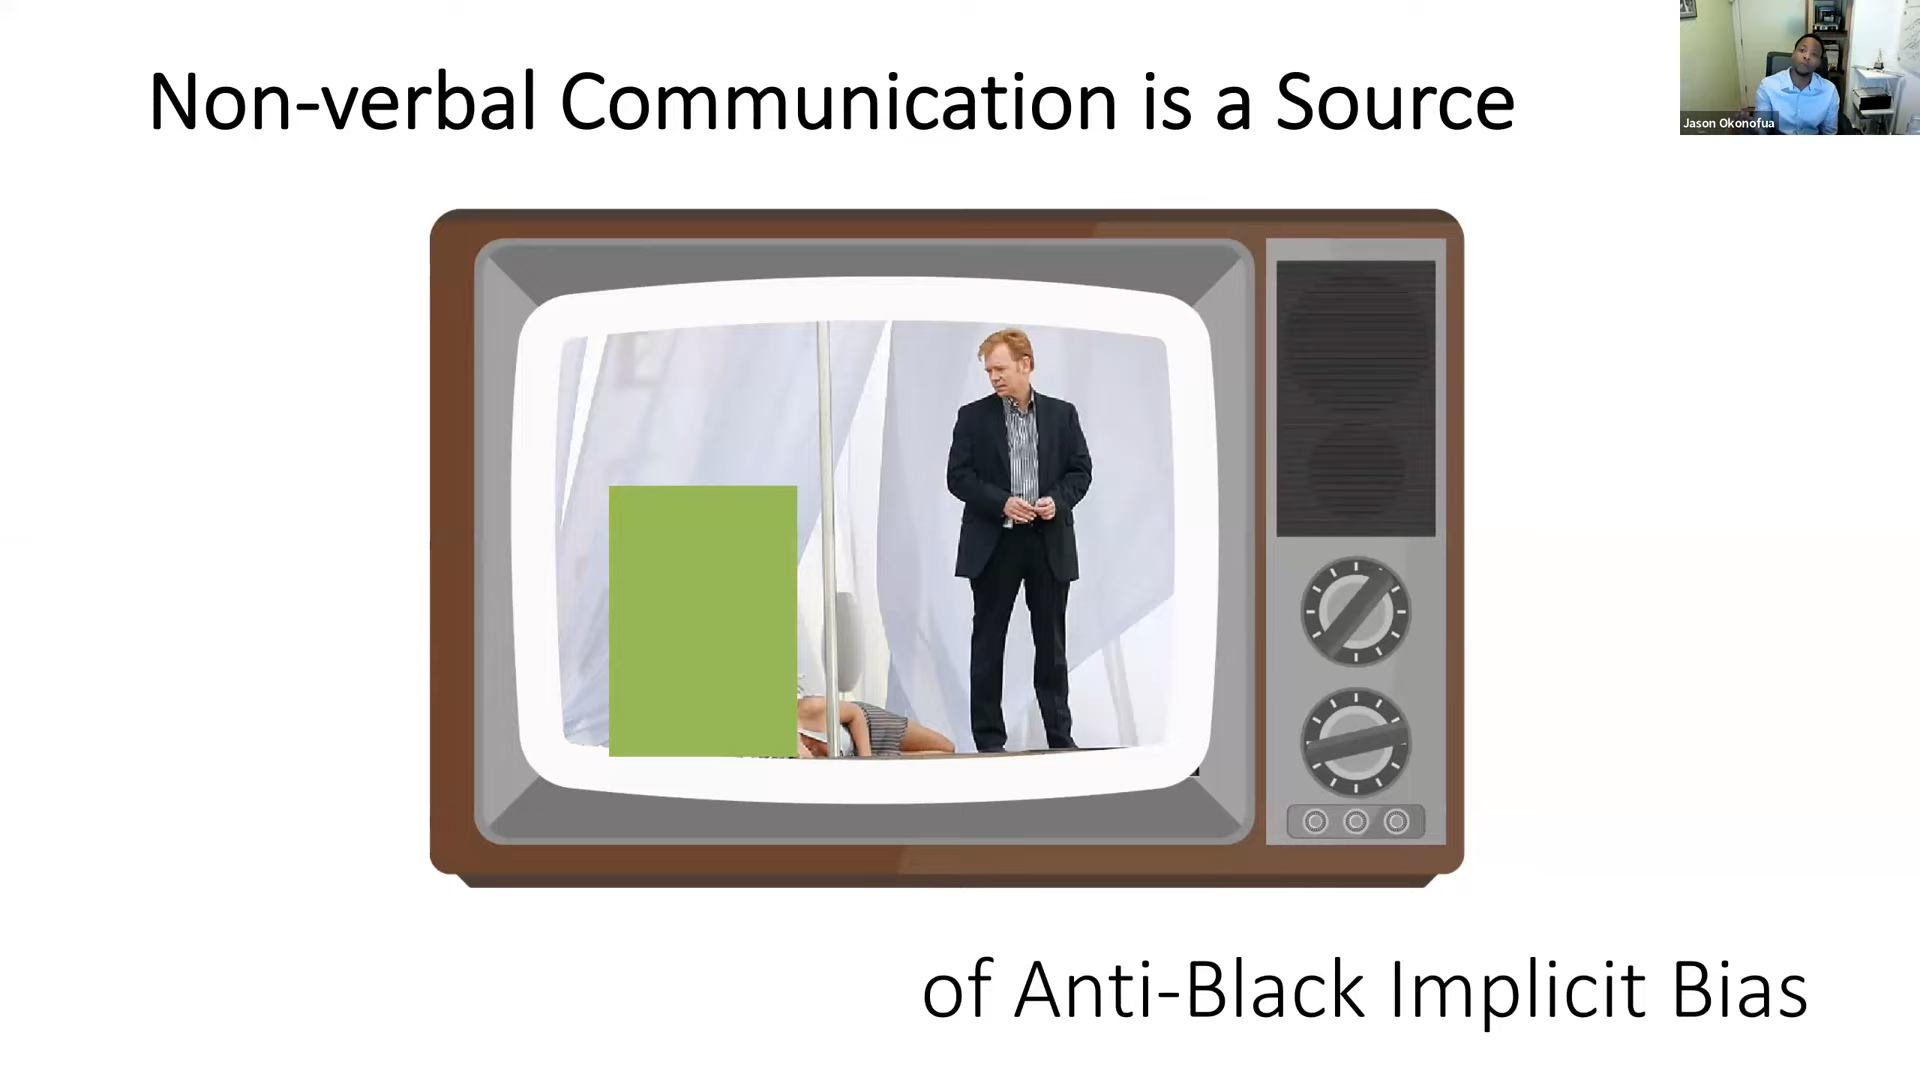 Non-verbal Communication is a Source
Jason Okonofua
of Anti-Black Implicit Bias